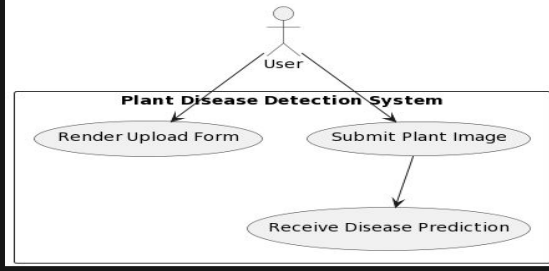 User
Plant Disease Detection System
Render Upload Form
Submit Plant Image
Receive Disease Prediction